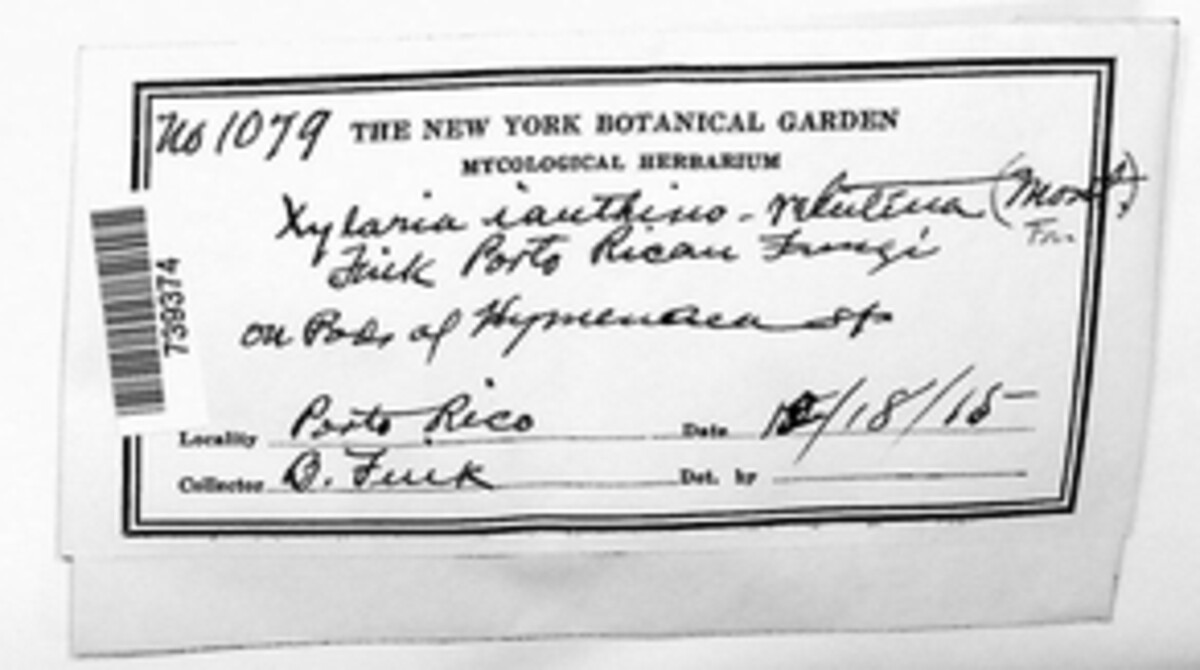 No 1079 THE NEW YORK BOTANICAL GARDEN
MYCOLOGICAL HERBARIUM
Xylaria ianthino-velutina (Mont)
Fr.
Fink Porto Rican Fungi
on Pods of Hymenaea sp
739374
Locality Porto Rico Date 12/18/15
Collector B. Fink Det. by